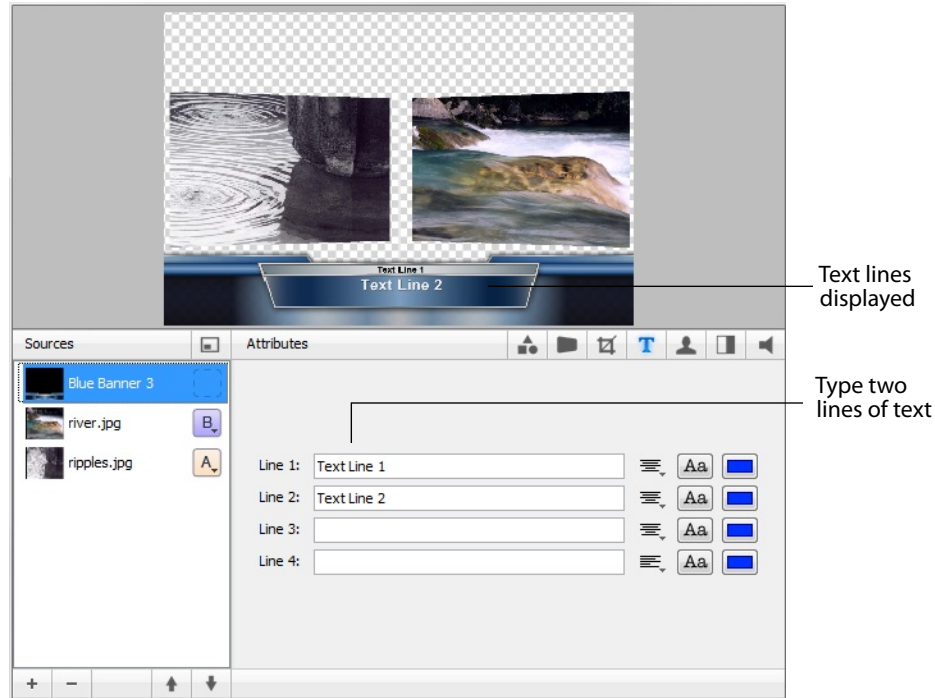 Text Line 1
Text Line 2
Text lines
displayed
Sources
Attributes
T
Blue Banner 3
river.jpg
B
ripples.jpg
A
Type two
lines of text
Line 1: Text Line 1 Aa
Line 2: Text Line 2 Aa
Line 3: Aa
Line 4: Aa